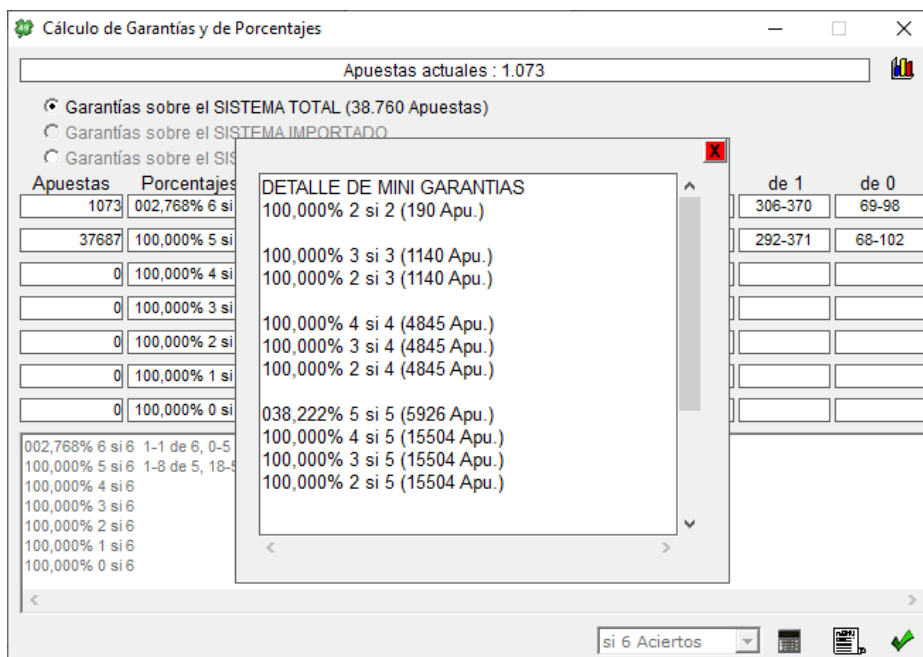 Cálculo de Garantías y de Porcentajes
Apuestas actuales : 1.073
Garantías sobre el SISTEMA TOTAL (38.760 Apuestas)
Garantías sobre el SISTEMA IMPORTADO
Garantías sobre el SIS
Apuestas Porcentajes de 1 de 0
1073 002,768% 6 si 306-370 69-98
37687 100,000% 5 si 292-371 68-102
0 100,000% 4 si
0 100,000% 3 si
0 100,000% 2 si
0 100,000% 1 si
0 100,000% 0 si
X
DETALLE DE MINI GARANTIAS
100,000% 2 si 2 (190 Apu.)
100,000% 3 si 3 (1140 Apu.)
100,000% 2 si 3 (1140 Apu.)
100,000% 4 si 4 (4845 Apu.)
100,000% 3 si 4 (4845 Apu.)
100,000% 2 si 4 (4845 Apu.)
038,222% 5 si 5 (5926 Apu.)
100,000% 4 si 5 (15504 Apu.)
100,000% 3 si 5 (15504 Apu.)
100,000% 2 si 5 (15504 Apu.)
002,768% 6 si 6 1-1 de 6, 0-5
100,000% 5 si 6 1-8 de 5, 18-5
100,000% 4 si 6
100,000% 3 si 6
100,000% 2 si 6
100,000% 1 si 6
100,000% 0 si 6
si 6 Aciertos